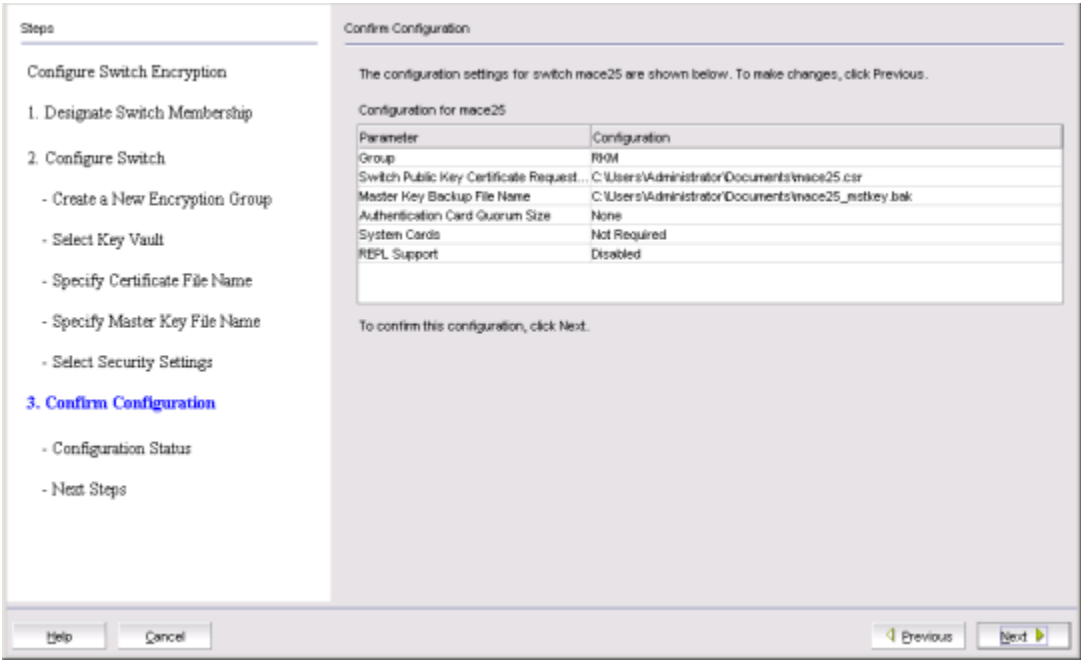 Steps
Configure Switch Encryption
1. Designate Switch Membership
2. Configure Switch
- Create a New Encryption Group
- Select Key Vault
- Specify Certificate File Name
- Specify Master Key File Name
- Select Security Settings
3. Confirm Configuration
- Configuration Status
- Next Steps
Confirm Configuration
The configuration settings for switch mace25 are shown below. To make changes, click Previous.
Configuration for mace25
Parameter Configuration
Group RKM
Switch Public Key Certificate Request... C:\Users\Administrator\Documents\mace25.csr
Master Key Backup File Name C:\Users\Administrator\Documents\mace25_mstkey.bak
Authentication Card Quorum Size None
System Cards Not Required
REPL Support Disabled
To confirm this configuration, click Next.
Help Cancel Previous Next